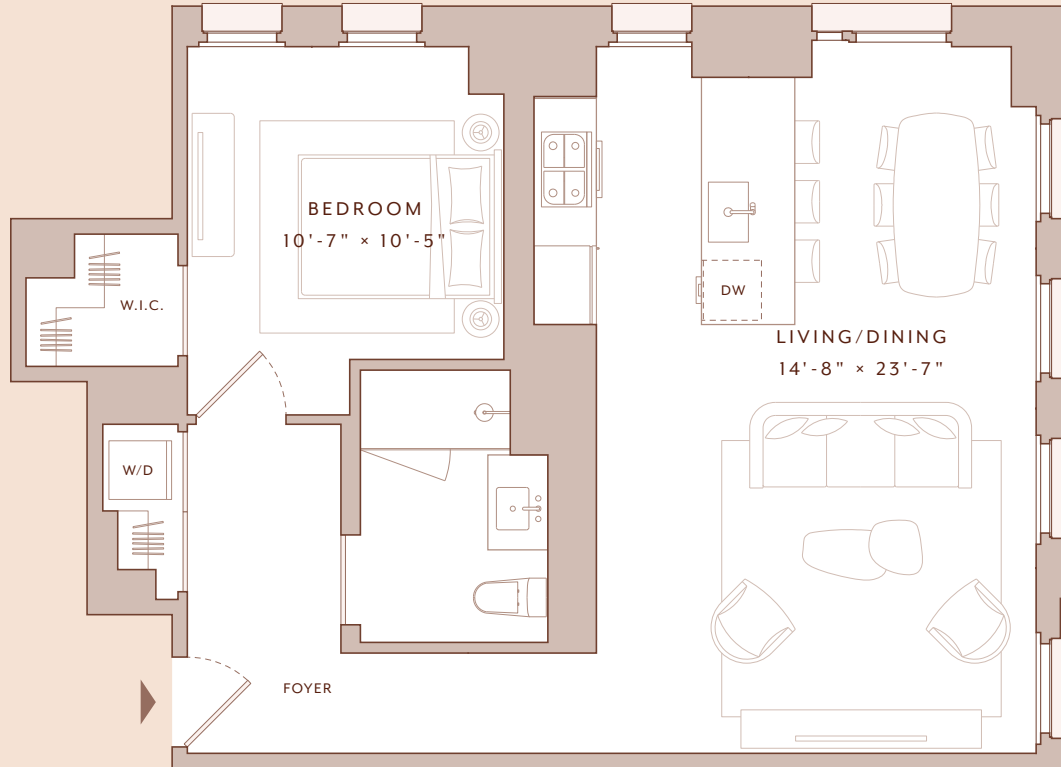 BEDROOM
10'-7" × 10'-5"
W.I.C.
DW
LIVING/DINING
14'-8" × 23'-7"
W/D
FOYER